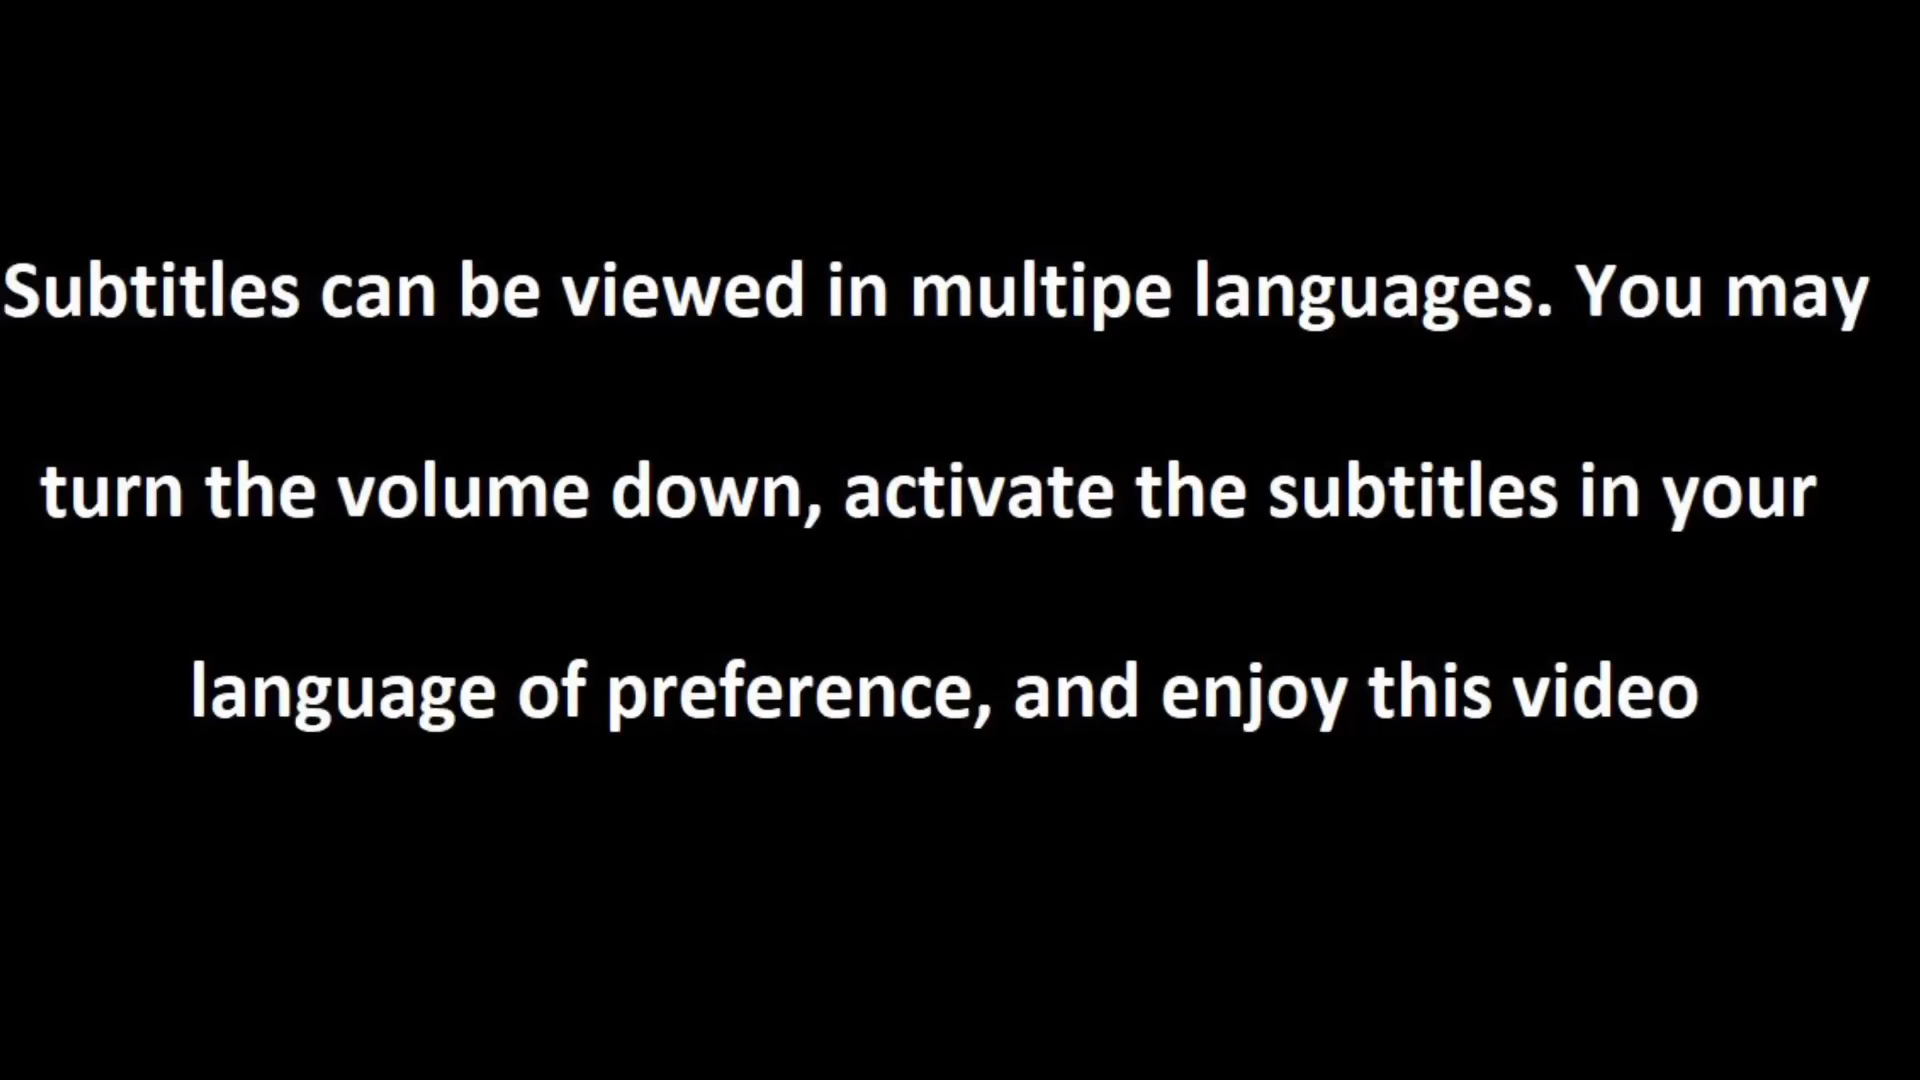 Subtitles can be viewed in multipe languages. You may
turn the volume down, activate the subtitles in your
language of preference, and enjoy this video